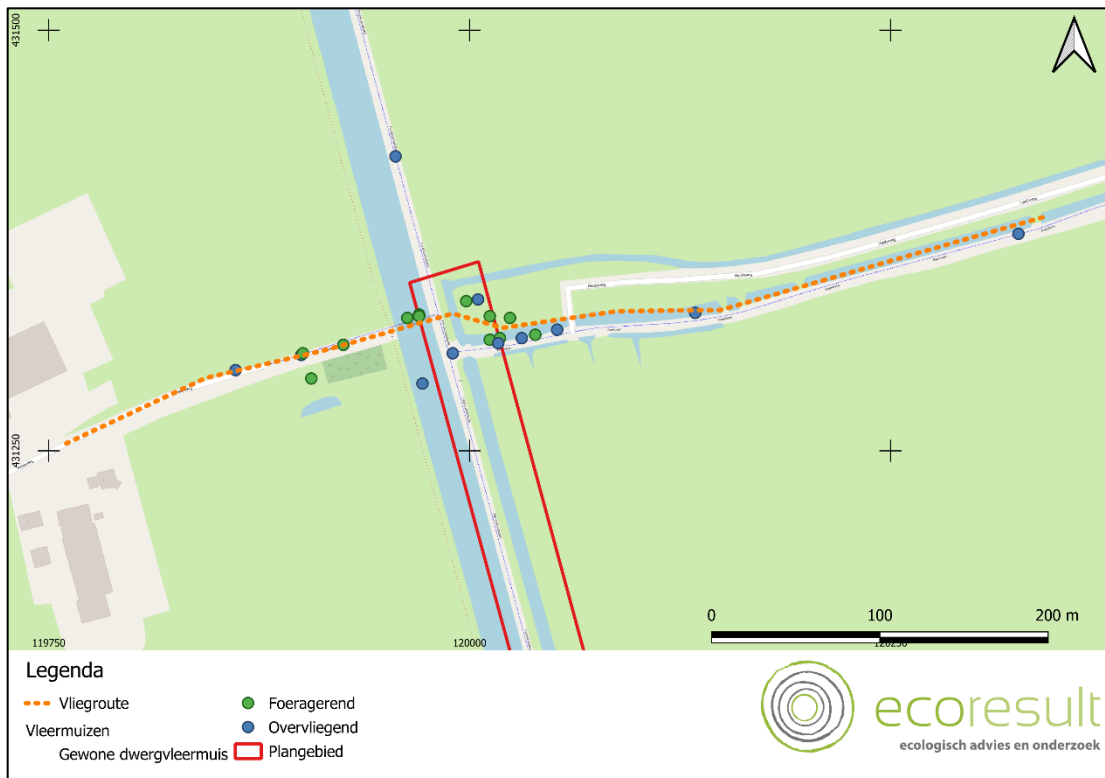 431500
431250
119750
120000
120250
0 100 200 m
Legenda
Vliegroute
Vleermuizen
Gewone dwergvleermuis
Foeragerend
Overvliegend
Plangebied
ecoresult
ecologisch advies en onderzoek